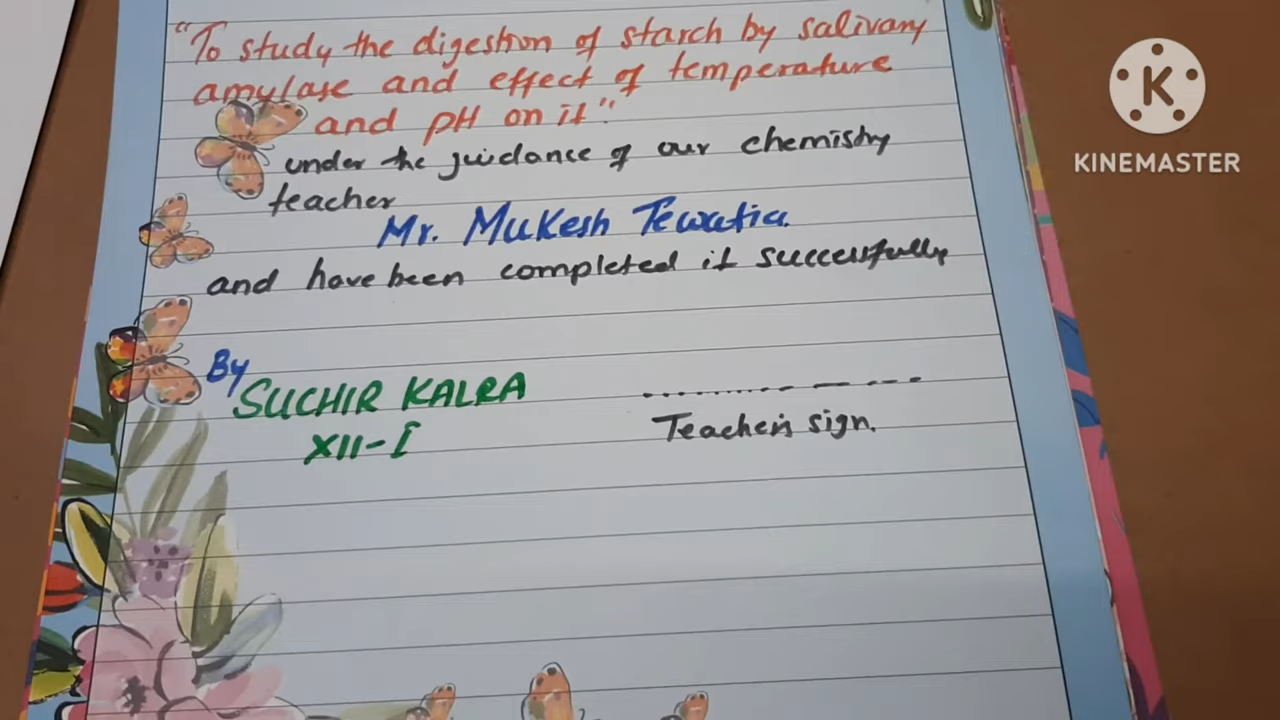 "To study the digestion of starch by salivary
amylase and effect of temperature
and pH on it"
under the guidance of our chemistry
teacher
Mr. Mukesh Tewatia.
and have been completed it successfully
By
SUCHIR KALRA
XII-I
Teacher's sign.
K
KINEMASTER